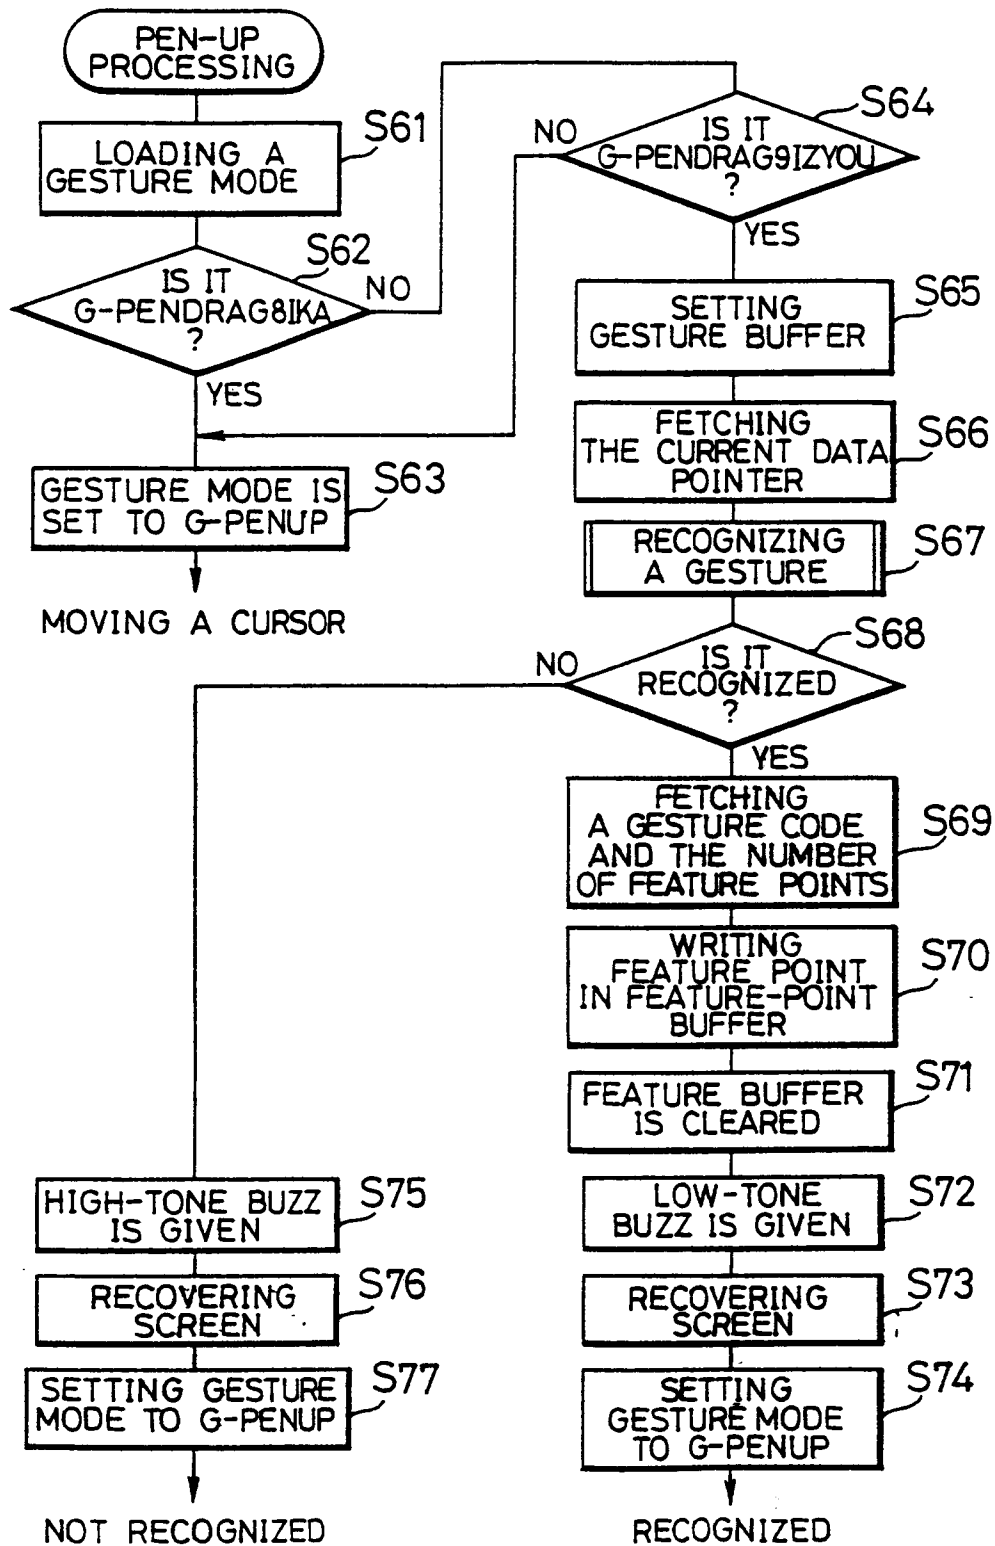 PEN-UP
PROCESSING
S61
LOADING A
GESTURE MODE
S62
IS IT
G-PENDRAG8IKA
?
NO
YES
S63
GESTURE MODE IS
SET TO G-PENUP
MOVING A CURSOR
S64
IS IT
G-PENDRAG9IZYOU
?
NO
YES
S65
SETTING
GESTURE BUFFER
S66
FETCHING
THE CURRENT DATA
POINTER
S67
RECOGNIZING
A GESTURE
S68
IS IT
RECOGNIZED
?
NO
YES
S69
FETCHING
A GESTURE CODE
AND THE NUMBER
OF FEATURE POINTS
S70
WRITING
FEATURE POINT
IN FEATURE-POINT
BUFFER
S71
FEATURE BUFFER
IS CLEARED
S72
LOW-TONE
BUZZ IS GIVEN
S73
RECOVERING
SCREEN
S74
SETTING
GESTURE MODE
TO G-PENUP
RECOGNIZED
S75
HIGH-TONE BUZZ
IS GIVEN
S76
RECOVERING
SCREEN
S77
SETTING GESTURE
MODE TO G-PENUP
NOT RECOGNIZED